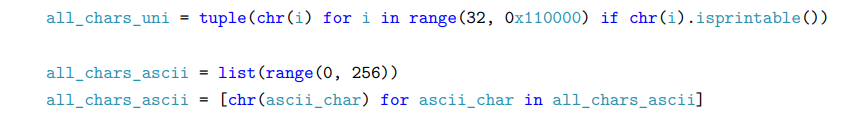 all_chars_uni = tuple(chr(i) for i in range(32, 0x110000) if chr(i).isprintable())
all_chars_ascii = list(range(0, 256))
all_chars_ascii = [chr(ascii_char) for ascii_char in all_chars_ascii]